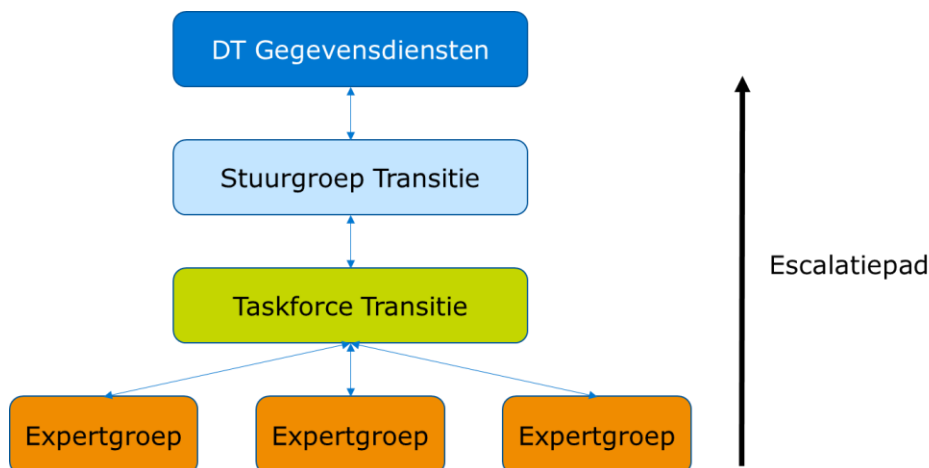 DT Gegevensdiensten
Stuurgroep Transitie
Escalatiepad
Taskforce Transitie
Expertgroep
Expertgroep
Expertgroep